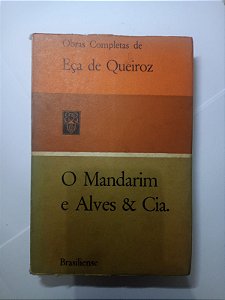 Obras Completas de
Eça de Queiroz
O Mandarim
e Alves & Cia.
Brasiliense